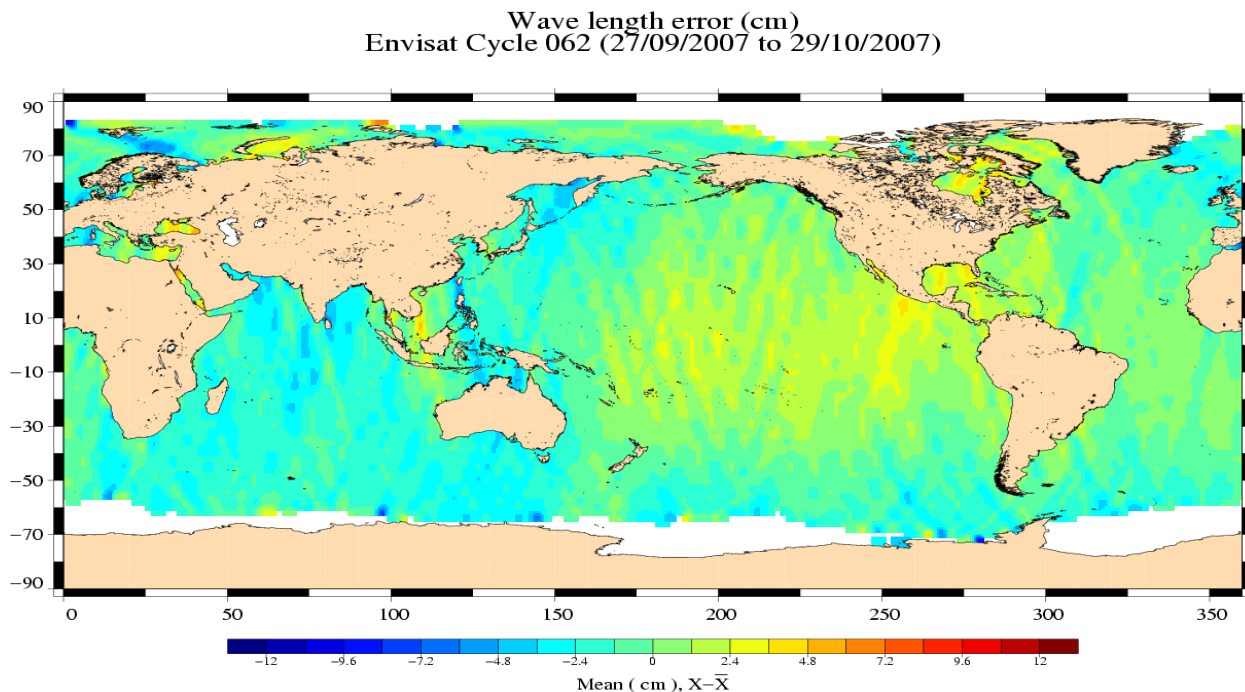 Wave length error (cm)
Envisat Cycle 062 (27/09/2007 to 29/10/2007)
90
70
50
30
10
−10
−30
−50
−70
−90
0 50 100 150 200 250 300 350
−12 −9.6 −7.2 −4.8 −2.4 0 2.4 4.8 7.2 9.6 12
Mean ( cm ), X−X̅